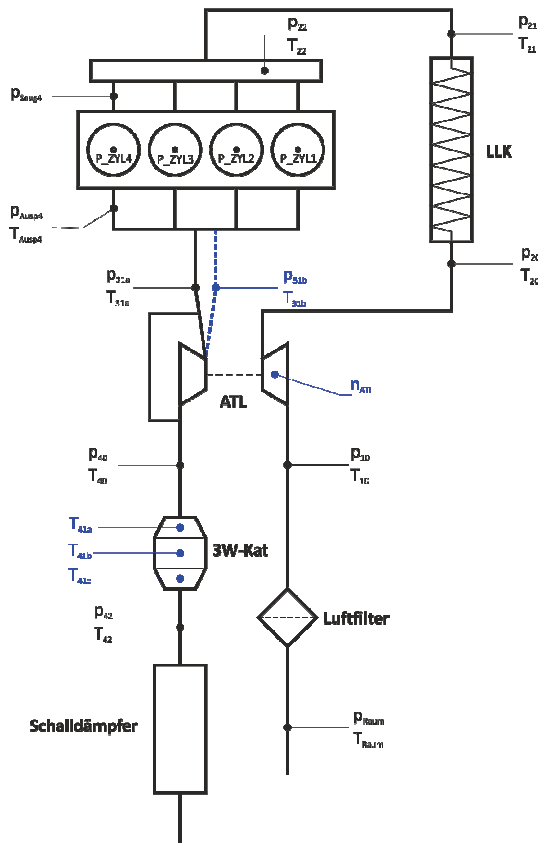 p22
T22
p21
T21
pSaug4
LLK
P_ZYL4 P_ZYL3 P_ZYL2 P_ZYL1
pAusp4
TAusp4
p20
T20
p31a
T31a
p31b
T31b
nATL
ATL
p40
T40
p10
T10
T41a
T41b
T41c
3W-Kat
p42
T42
Luftfilter
Schalldämpfer
pRaum
TRaum